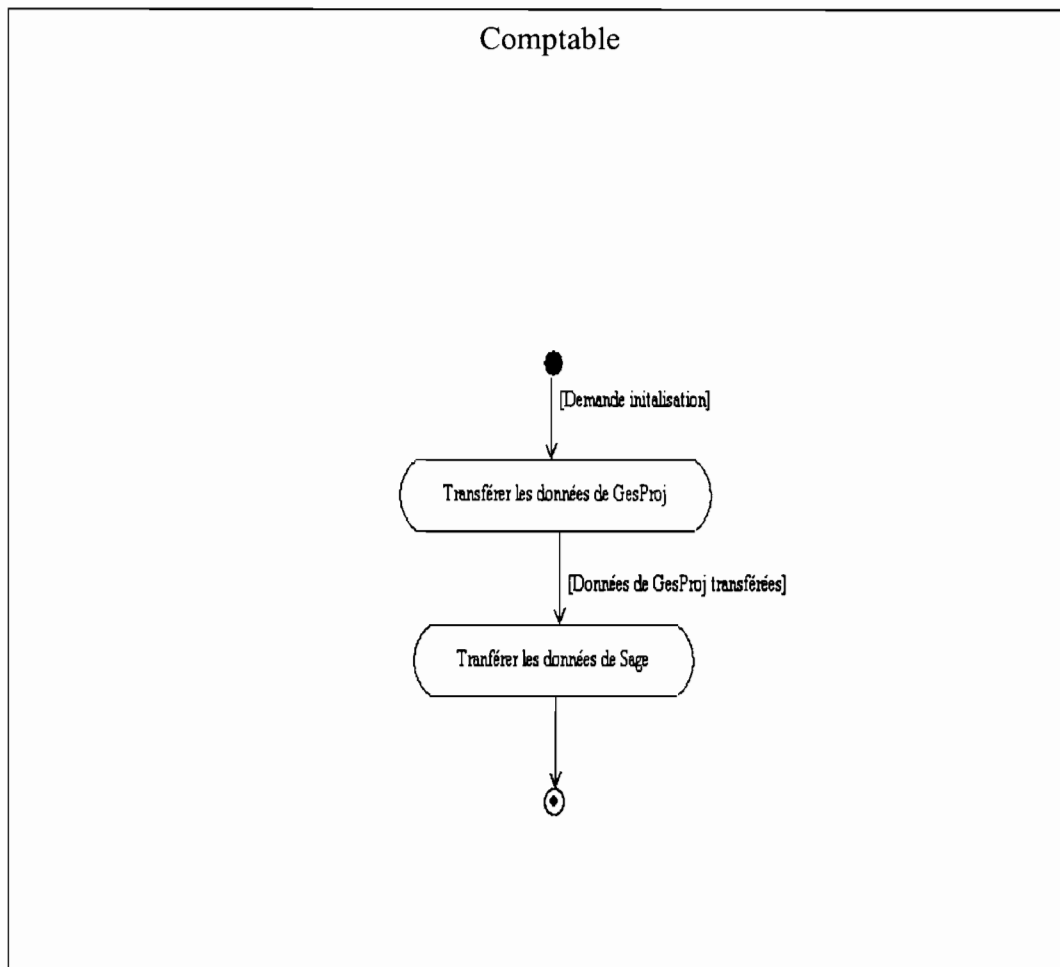 Comptable
[Demande initalisation]
Transférer les données de GesProj
[Données de GesProj transférées]
Tranférer les données de Sage